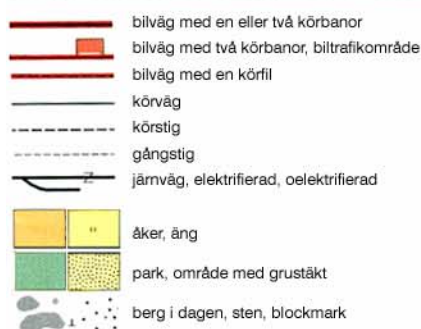 bilväg med en eller två körbanor
bilväg med två körbanor, biltrafikområde
bilväg med en körfil
körväg
körstig
gångstig
järnväg, elektrifierad, oelektrifierad
åker, äng
park, område med grustäkt
berg i dagen, sten, blockmark